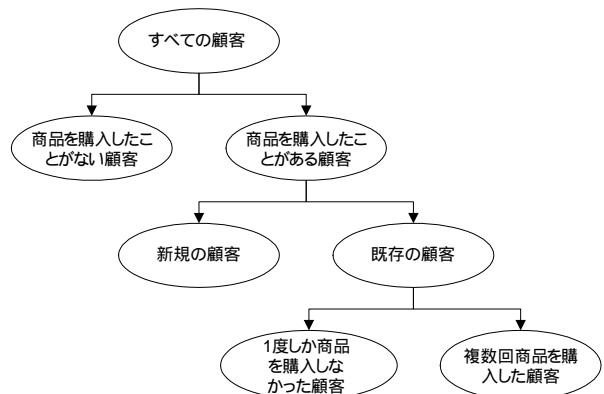 すべての顧客
商品を購入したこ
とがない顧客
商品を購入したこ
とがある顧客
新規の顧客
既存の顧客
1度しか商品
を購入しな
かった顧客
複数回商品を購
入した顧客